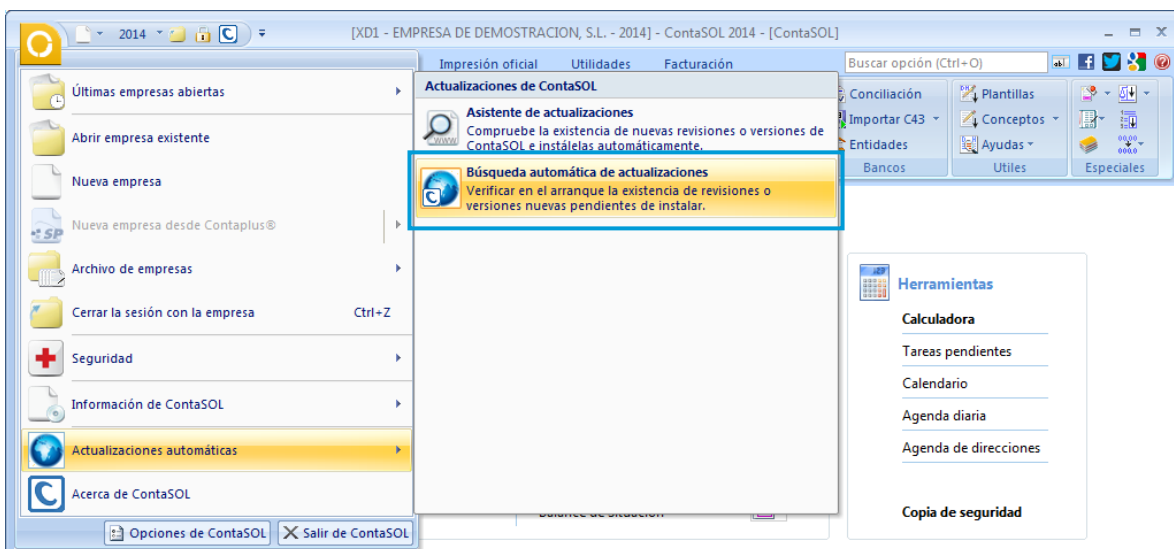 2014
[XD1 - EMPRESA DE DEMOSTRACION, S.L. - 2014] - ContaSOL 2014 - [ContaSOL]
Impresión oficial
Utilidades
Facturación
Buscar opción (Ctrl+O)
Últimas empresas abiertas
Abrir empresa existente
Nueva empresa
SP
Nueva empresa desde Contaplus®
Archivo de empresas
Cerrar la sesión con la empresa
Ctrl+Z
Seguridad
Información de ContaSOL
Actualizaciones automáticas
Acerca de ContaSOL
Opciones de ContaSOL
Salir de ContaSOL
Actualizaciones de ContaSOL
Asistente de actualizaciones
Compruebe la existencia de nuevas revisiones o versiones de
ContaSOL e instálelas automáticamente.
Búsqueda automática de actualizaciones
Verificar en el arranque la existencia de revisiones o
versiones nuevas pendientes de instalar.
Conciliación
Importar C43
Entidades
Bancos
Plantillas
Conceptos
Ayudas
Utiles
Especiales
Herramientas
Calculadora
Tareas pendientes
Calendario
Agenda diaria
Agenda de direcciones
Copia de seguridad